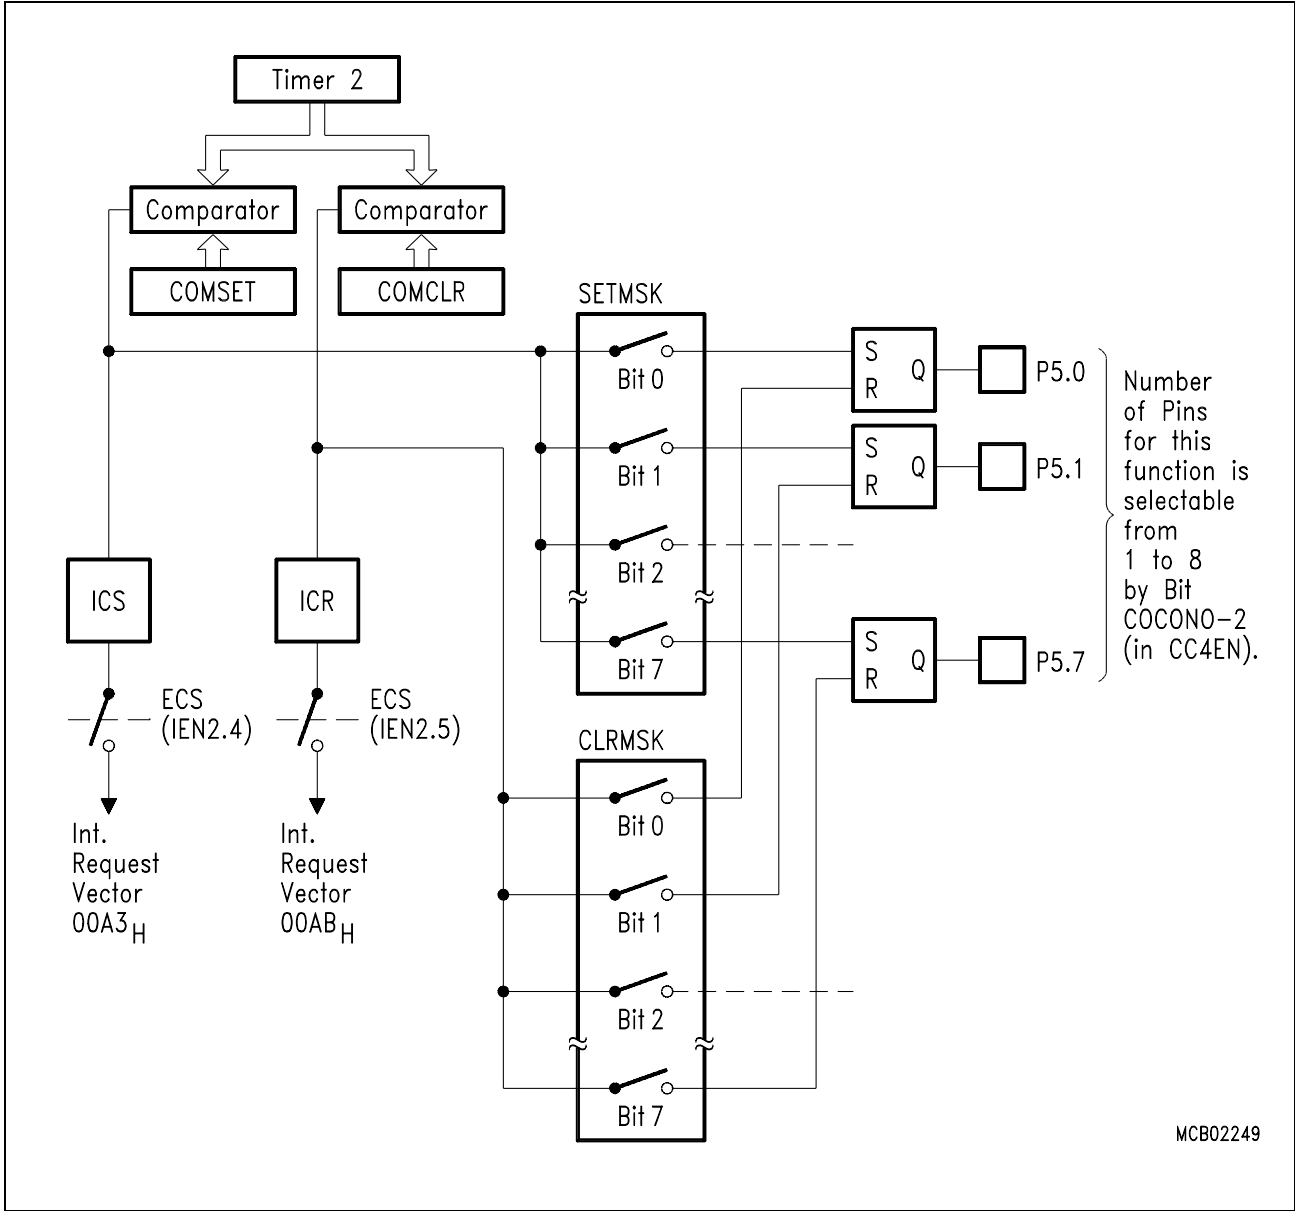 Timer 2
Comparator
Comparator
COMSET
COMCLR
SETMSK
Bit 0
Bit 1
Bit 2
Bit 7
S
R
Q
P5.0
S
R
Q
P5.1
S
R
Q
P5.7
Number
of Pins
for this
function is
selectable
from
1 to 8
by Bit
COCON0-2
(in CC4EN).
ICS
ICR
ECS
(IEN2.4)
ECS
(IEN2.5)
Int.
Request
Vector
00A3H
Int.
Request
Vector
00ABH
CLRMSK
Bit 0
Bit 1
Bit 2
Bit 7
MCB02249